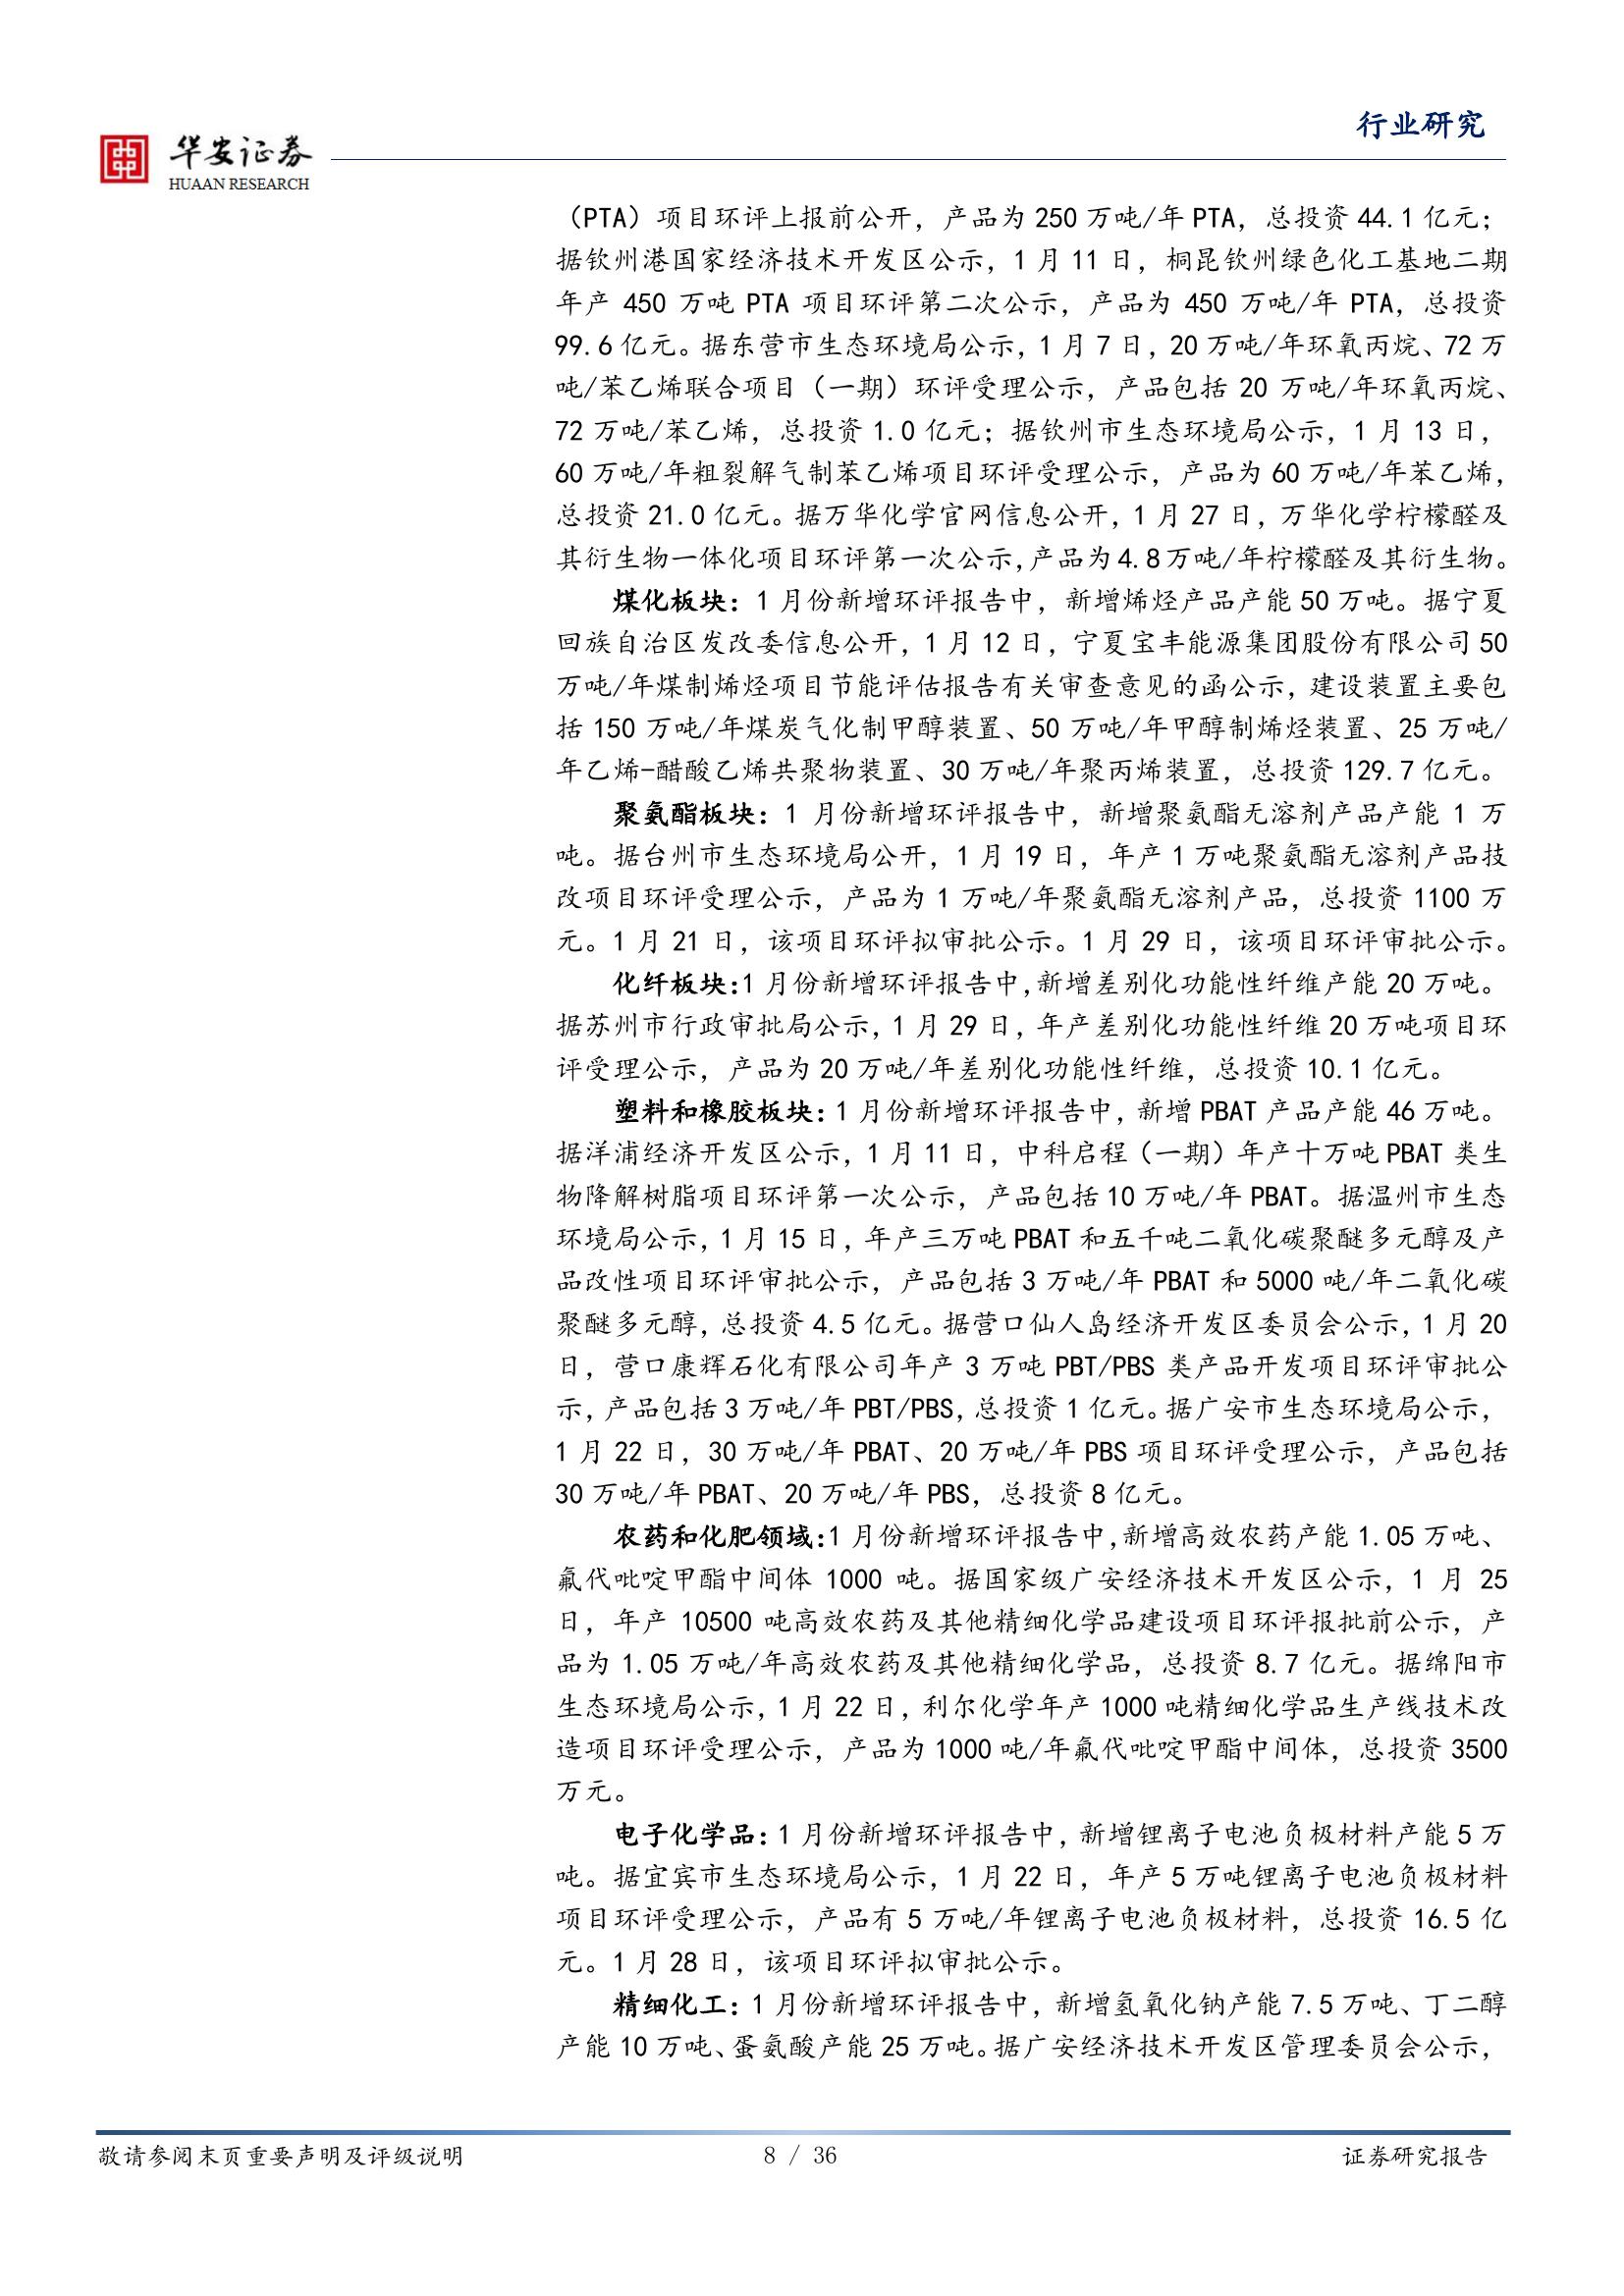 行业研究
华安证券
HUAAN RESEARCH
（PTA）项目环评上报前公开，产品为 250 万吨/年 PTA，总投资 44.1 亿元；
据钦州港国家经济技术开发区公示，1 月 11 日，桐昆钦州绿色化工基地二期
年产 450 万吨 PTA 项目环评第二次公示，产品为 450 万吨/年 PTA，总投资
99.6 亿元。据东营市生态环境局公示，1 月 7 日，20 万吨/年环氧丙烷、72 万
吨/苯乙烯联合项目（一期）环评受理公示，产品包括 20 万吨/年环氧丙烷、
72 万吨/苯乙烯，总投资 1.0 亿元；据钦州市生态环境局公示，1 月 13 日，
60 万吨/年粗裂解气制苯乙烯项目环评受理公示，产品为 60 万吨/年苯乙烯，
总投资 21.0 亿元。据万华化学官网信息公开，1 月 27 日，万华化学柠檬醛及
其衍生物一体化项目环评第一次公示，产品为 4.8 万吨/年柠檬醛及其衍生物。
煤化板块：1 月份新增环评报告中，新增烯烃产品产能 50 万吨。据宁夏
回族自治区发改委信息公开，1 月 12 日，宁夏宝丰能源集团股份有限公司 50
万吨/年煤制烯烃项目节能评估报告有关审查意见的函公示，建设装置主要包
括 150 万吨/年煤炭气化制甲醇装置、50 万吨/年甲醇制烯烃装置、25 万吨/
年乙烯-醋酸乙烯共聚物装置、30 万吨/年聚丙烯装置，总投资 129.7 亿元。
聚氨酯板块：1 月份新增环评报告中，新增聚氨酯无溶剂产品产能 1 万
吨。据台州市生态环境局公开，1 月 19 日，年产 1 万吨聚氨酯无溶剂产品技
改项目环评受理公示，产品为 1 万吨/年聚氨酯无溶剂产品，总投资 1100 万
元。1 月 21 日，该项目环评拟审批公示。1 月 29 日，该项目环评审批公示。
化纤板块：1 月份新增环评报告中，新增差别化功能性纤维产能 20 万吨。
据苏州市行政审批局公示，1 月 29 日，年产差别化功能性纤维 20 万吨项目环
评受理公示，产品为 20 万吨/年差别化功能性纤维，总投资 10.1 亿元。
塑料和橡胶板块：1 月份新增环评报告中，新增 PBAT 产品产能 46 万吨。
据洋浦经济开发区公示，1 月 11 日，中科启程（一期）年产十万吨 PBAT 类生
物降解树脂项目环评第一次公示，产品包括 10 万吨/年 PBAT。据温州市生态
环境局公示，1 月 15 日，年产三万吨 PBAT 和五千吨二氧化碳聚醚多元醇及产
品改性项目环评审批公示，产品包括 3 万吨/年 PBAT 和 5000 吨/年二氧化碳
聚醚多元醇，总投资 4.5 亿元。据营口仙人岛经济开发区委员会公示，1 月 20
日，营口康辉石化有限公司年产 3 万吨 PBT/PBS 类产品开发项目环评审批公
示，产品包括 3 万吨/年 PBT/PBS，总投资 1 亿元。据广安市生态环境局公示，
1 月 22 日，30 万吨/年 PBAT、20 万吨/年 PBS 项目环评受理公示，产品包括
30 万吨/年 PBAT、20 万吨/年 PBS，总投资 8 亿元。
农药和化肥领域：1 月份新增环评报告中，新增高效农药产能 1.05 万吨、
氟代吡啶甲酯中间体 1000 吨。据国家级广安经济技术开发区公示，1 月 25
日，年产 10500 吨高效农药及其他精细化学品建设项目环评报批前公示，产
品为 1.05 万吨/年高效农药及其他精细化学品，总投资 8.7 亿元。据绵阳市
生态环境局公示，1 月 22 日，利尔化学年产 1000 吨精细化学品生产线技术改
造项目环评受理公示，产品为 1000 吨/年氟代吡啶甲酯中间体，总投资 3500
万元。
电子化学品：1 月份新增环评报告中，新增锂离子电池负极材料产能 5 万
吨。据宜宾市生态环境局公示，1 月 22 日，年产 5 万吨锂离子电池负极材料
项目环评受理公示，产品有 5 万吨/年锂离子电池负极材料，总投资 16.5 亿
元。1 月 28 日，该项目环评拟审批公示。
精细化工：1 月份新增环评报告中，新增氢氧化钠产能 7.5 万吨、丁二醇
产能 10 万吨、蛋氨酸产能 25 万吨。据广安经济技术开发区管理委员会公示，
敬请参阅末页重要声明及评级说明
8 / 36
证券研究报告